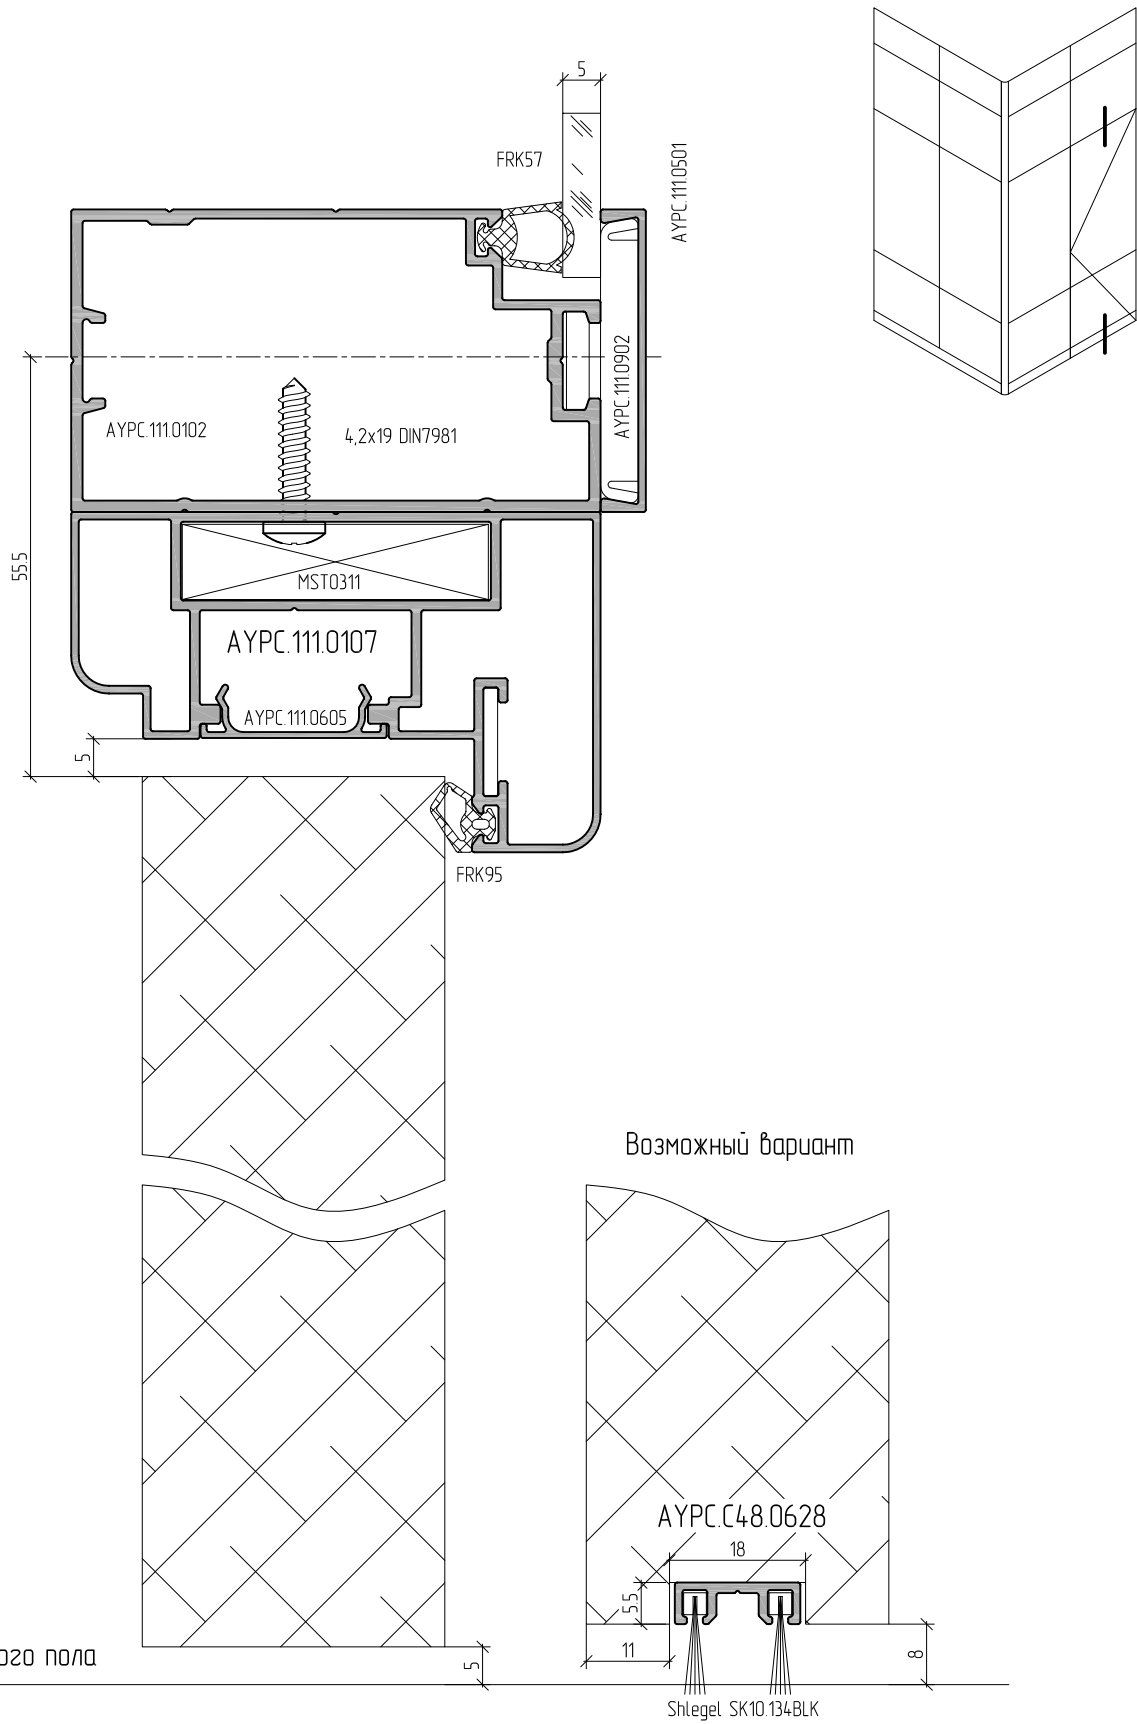 5
FRK57
AYPC.111.0501
AYPC.111.0902
AYPC.111.0102
4,2x19 DIN7981
55.5
MST0311
AYPC.111.0107
AYPC.111.0605
5
FRK95
Возможный вариант
AYPC.C48.0628
18
5.5
11
8
ого пола
5
Shlegel SK10.134BLK